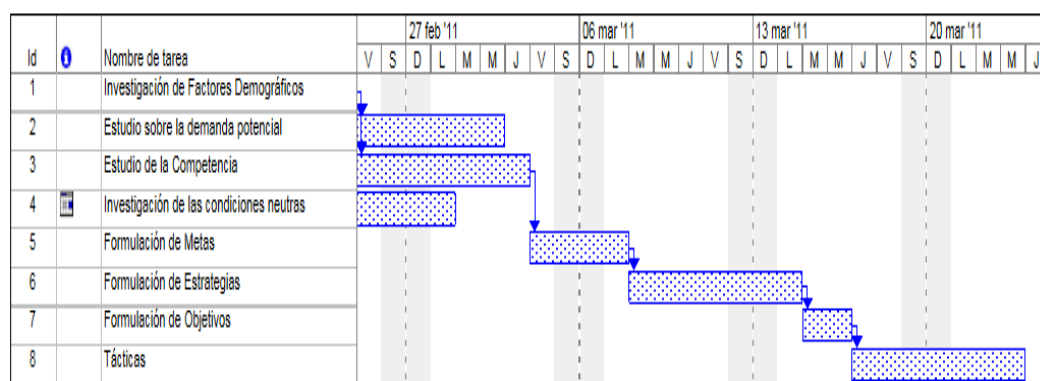 27 feb '11 06 mar '11 13 mar '11 20 mar '11
Id Nombre de tarea V S D L M M J V S D L M M J V S D L M M J V S D L M M J
1 Investigación de Factores Demográficos
2 Estudio sobre la demanda potencial
3 Estudio de la Competencia
4 Investigación de las condiciones neutras
5 Formulación de Metas
6 Formulación de Estrategias
7 Formulación de Objetivos
8 Tácticas